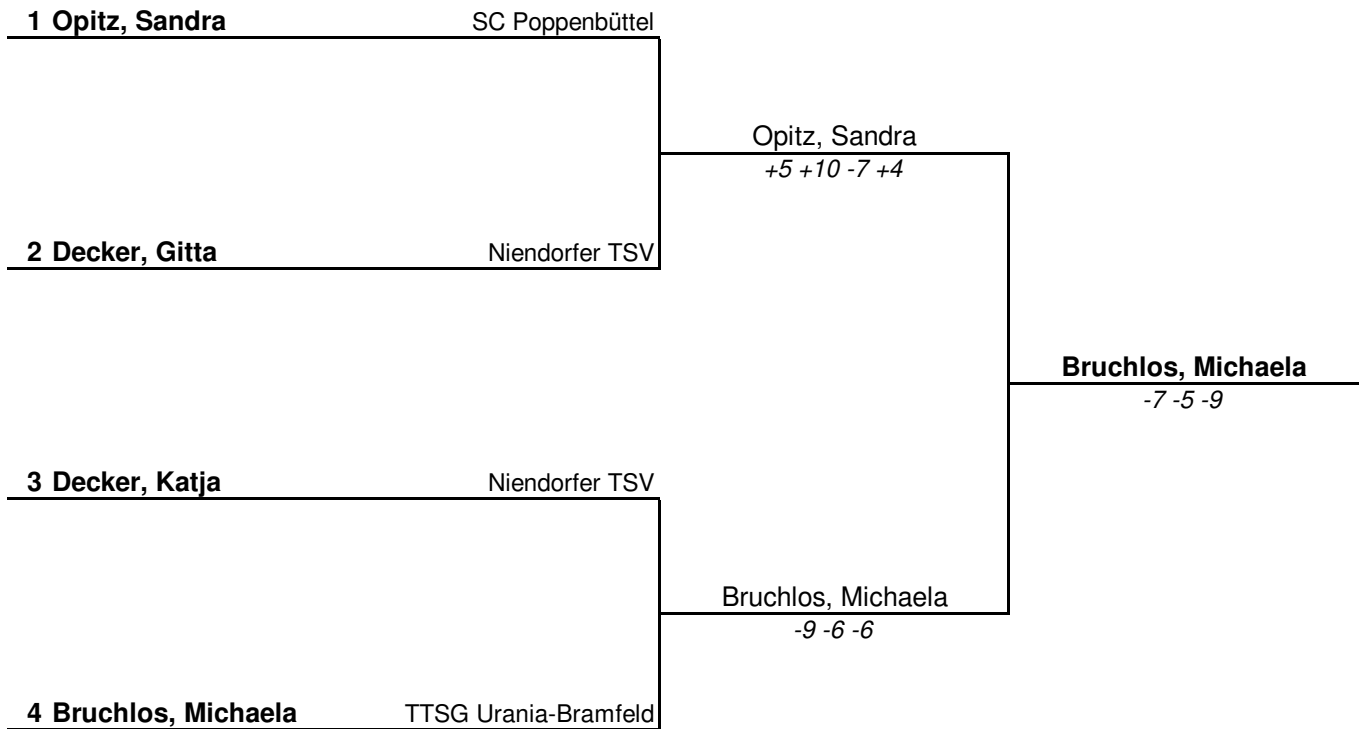 1 Opitz, Sandra SC Poppenbüttel
Opitz, Sandra
+5 +10 -7 +4
2 Decker, Gitta Niendorfer TSV
Bruchlos, Michaela
-7 -5 -9
3 Decker, Katja Niendorfer TSV
Bruchlos, Michaela
-9 -6 -6
4 Bruchlos, Michaela TTSG Urania-Bramfeld